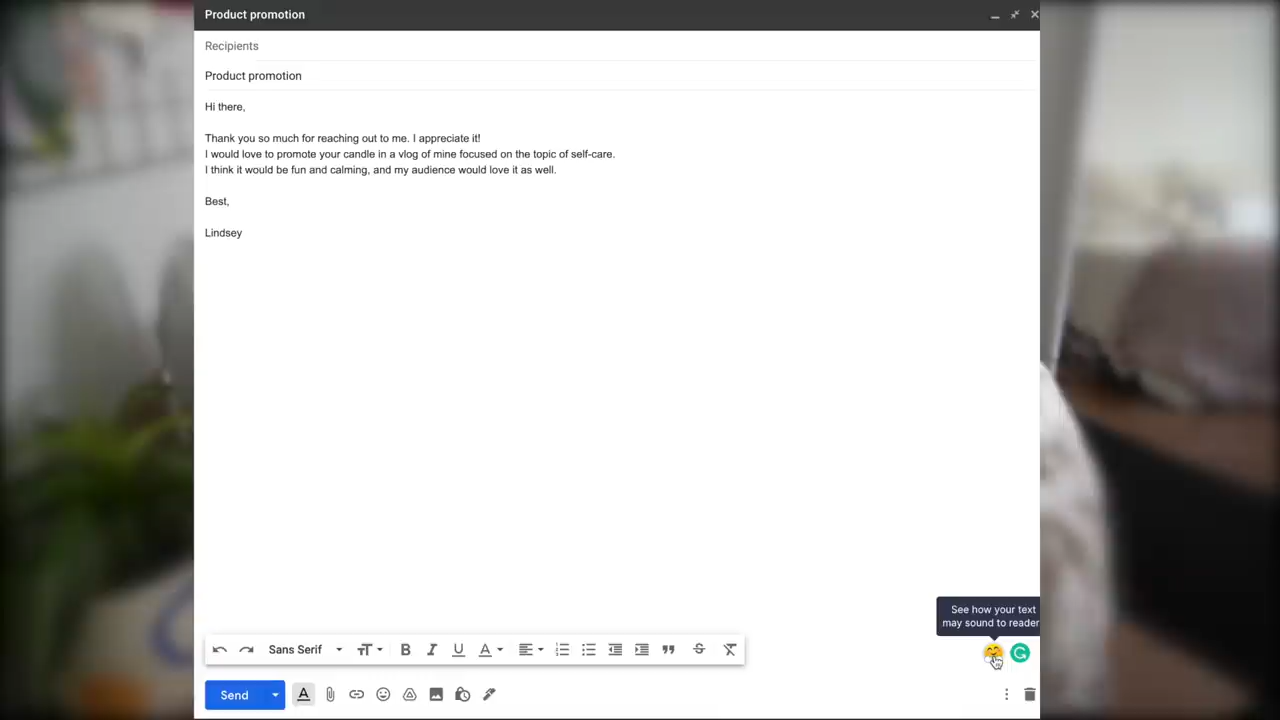 Product promotion
Recipients
Product promotion
Hi there,
Thank you so much for reaching out to me. I appreciate it!
I would love to promote your candle in a vlog of mine focused on the topic of self-care.
I think it would be fun and calming, and my audience would love it as well.
Best,
Lindsey
See how your text
may sound to reader
Sans Serif
Send